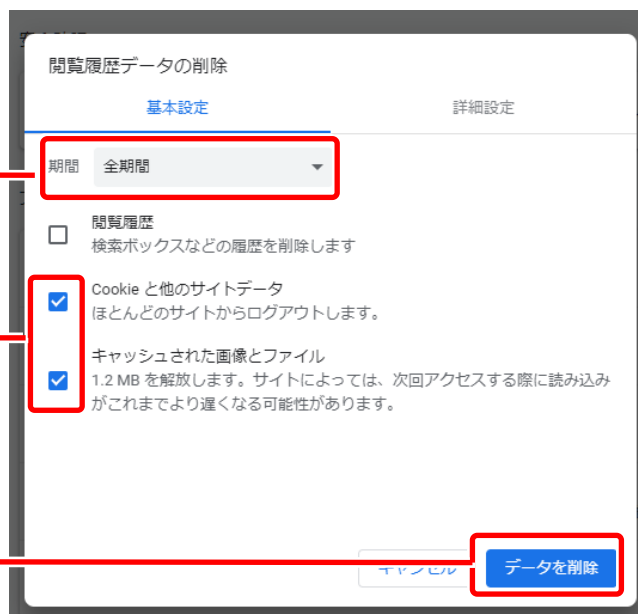 閲覧履歴データの削除
基本設定 詳細設定
期間 全期間
閲覧履歴
検索ボックスなどの履歴を削除します
Cookie と他のサイトデータ
ほとんどのサイトからログアウトします。
キャッシュされた画像とファイル
1.2 MB を解放します。サイトによっては、次回アクセスする際に読み込み
がこれまでより遅くなる可能性があります。
キャンセル データを削除